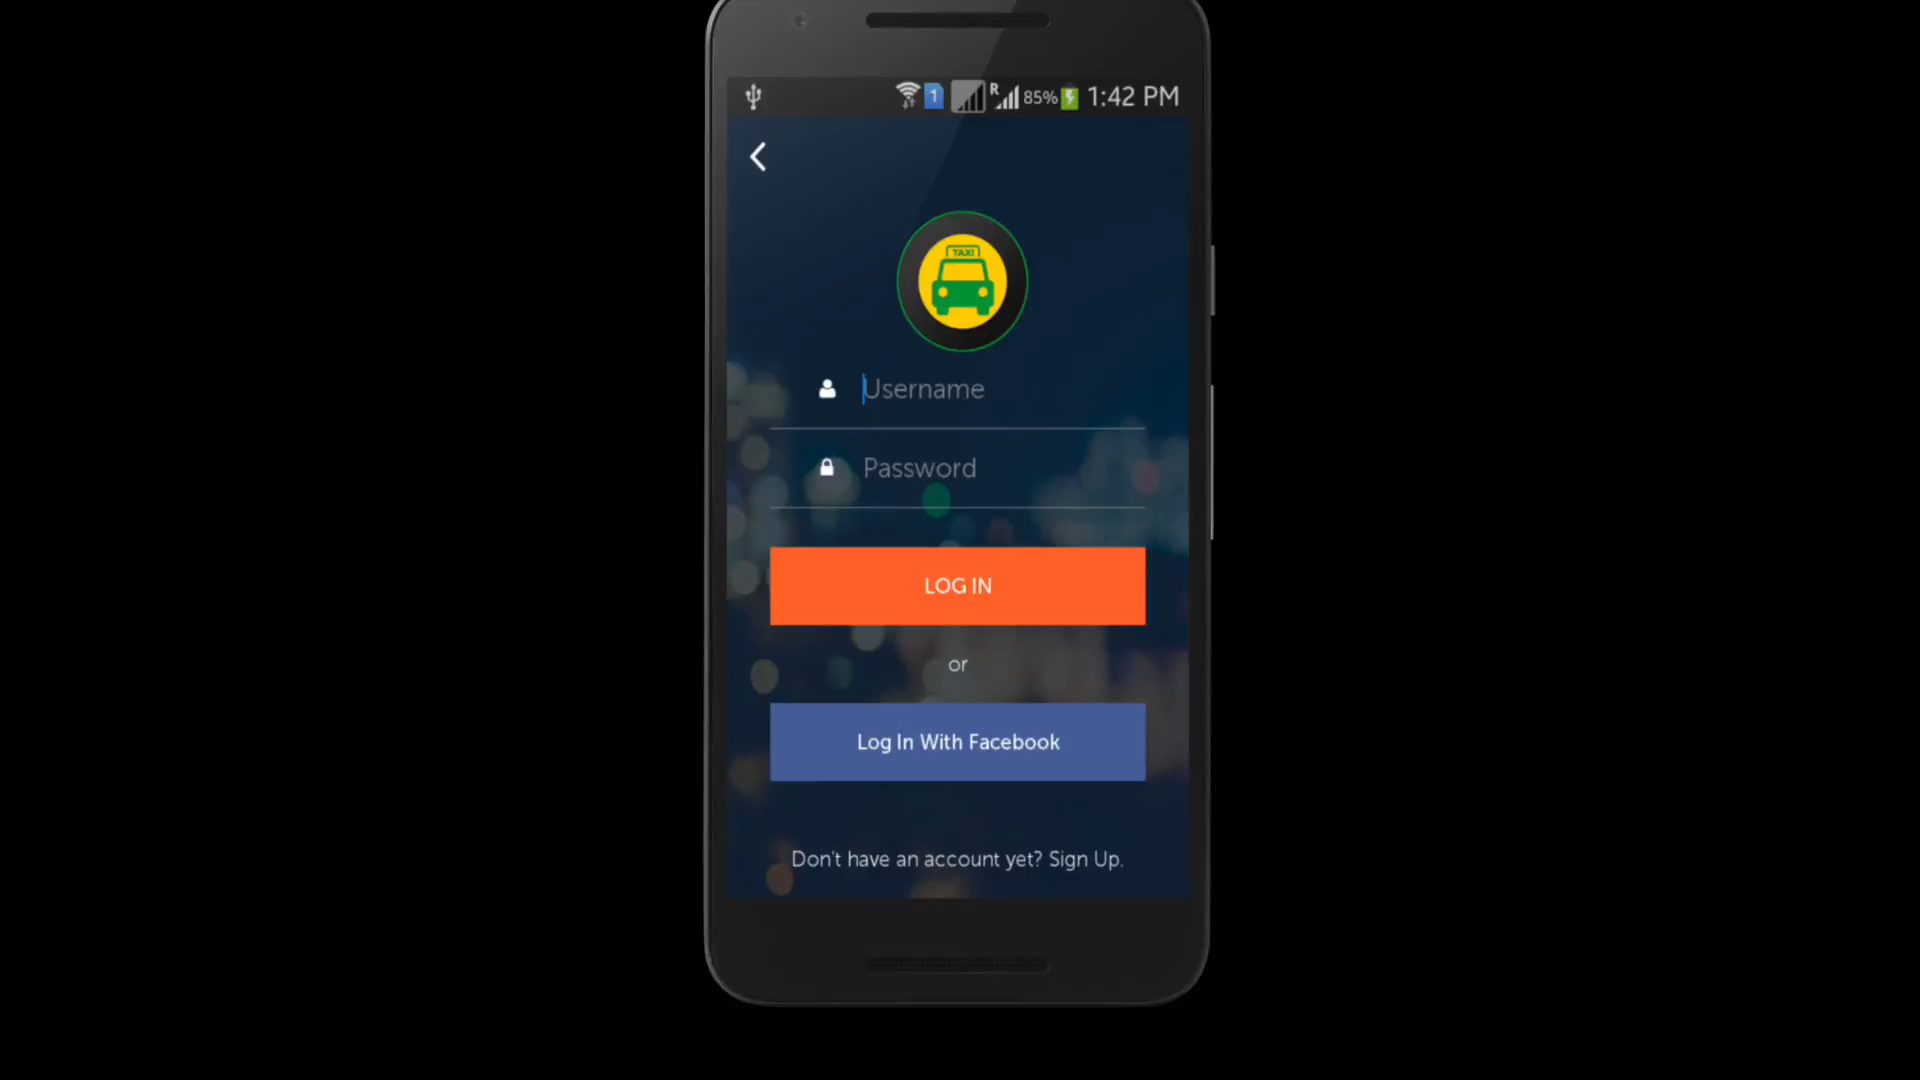 1 R 85% 1:42 PM
TAXI
Username
Password
LOG IN
or
Log In With Facebook
Don't have an account yet? Sign Up.